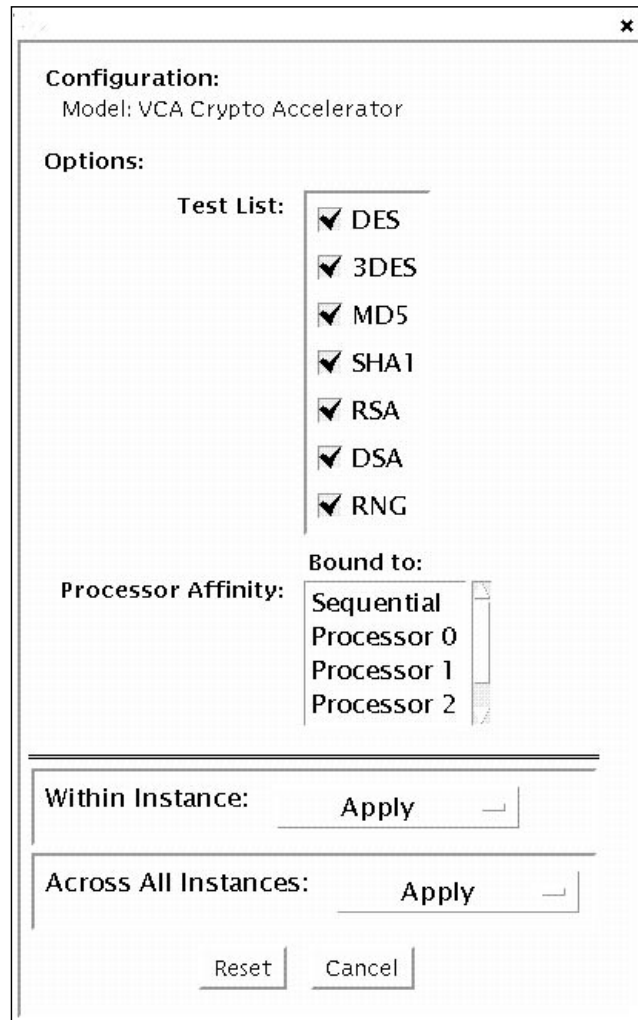 Configuration:
Model: VCA Crypto Accelerator
Options:
Test List:
DES
3DES
MD5
SHA1
RSA
DSA
RNG
Bound to:
Processor Affinity:
Sequential
Processor 0
Processor 1
Processor 2
Within Instance: Apply
Across All Instances: Apply
Reset Cancel